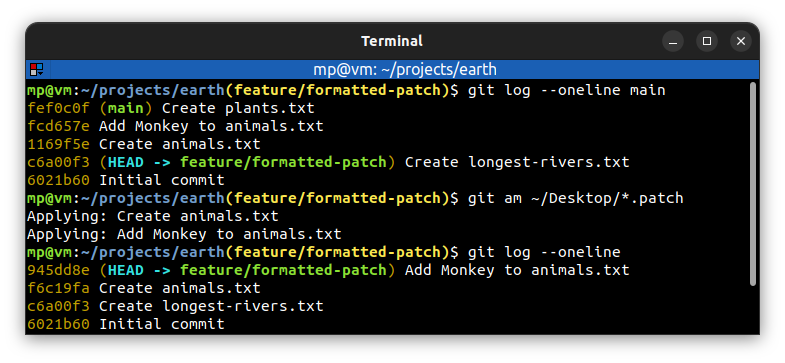 Terminal
mp@vm: ~/projects/earth
mp@vm:~/projects/earth(feature/formatted-patch)$ git log --oneline main
fef0c0f (main) Create plants.txt
fcd657e Add Monkey to animals.txt
1169f5e Create animals.txt
c6a00f3 (HEAD -> feature/formatted-patch) Create longest-rivers.txt
6021b60 Initial commit
mp@vm:~/projects/earth(feature/formatted-patch)$ git am ~/Desktop/*.patch
Applying: Create animals.txt
Applying: Add Monkey to animals.txt
mp@vm:~/projects/earth(feature/formatted-patch)$ git log --oneline
945dd8e (HEAD -> feature/formatted-patch) Add Monkey to animals.txt
f6c19fa Create animals.txt
c6a00f3 Create longest-rivers.txt
6021b60 Initial commit